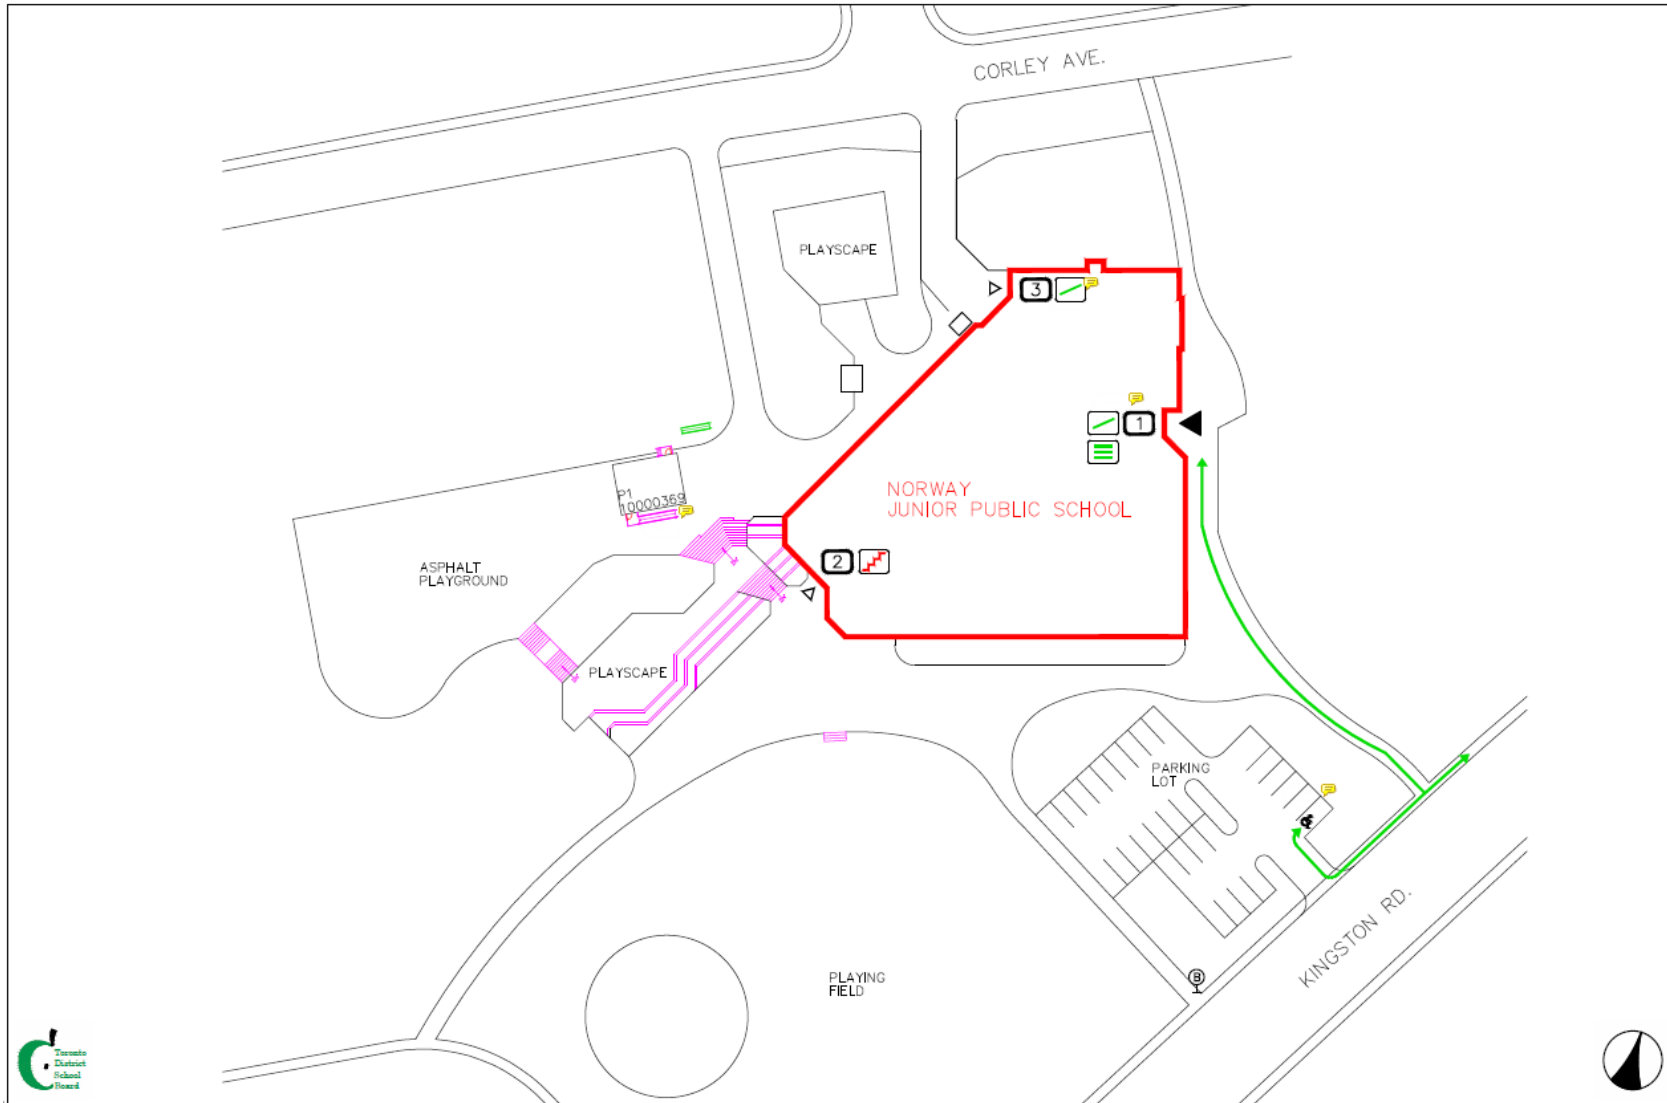 CORLEY AVE.
PLAYSCAPE
3
1
P1
10000369
NORWAY
JUNIOR PUBLIC SCHOOL
2
ASPHALT
PLAYGROUND
PLAYSCAPE
PARKING
LOT
KINGSTON RD.
B
PLAYING
FIELD
Toronto
District
School
Board